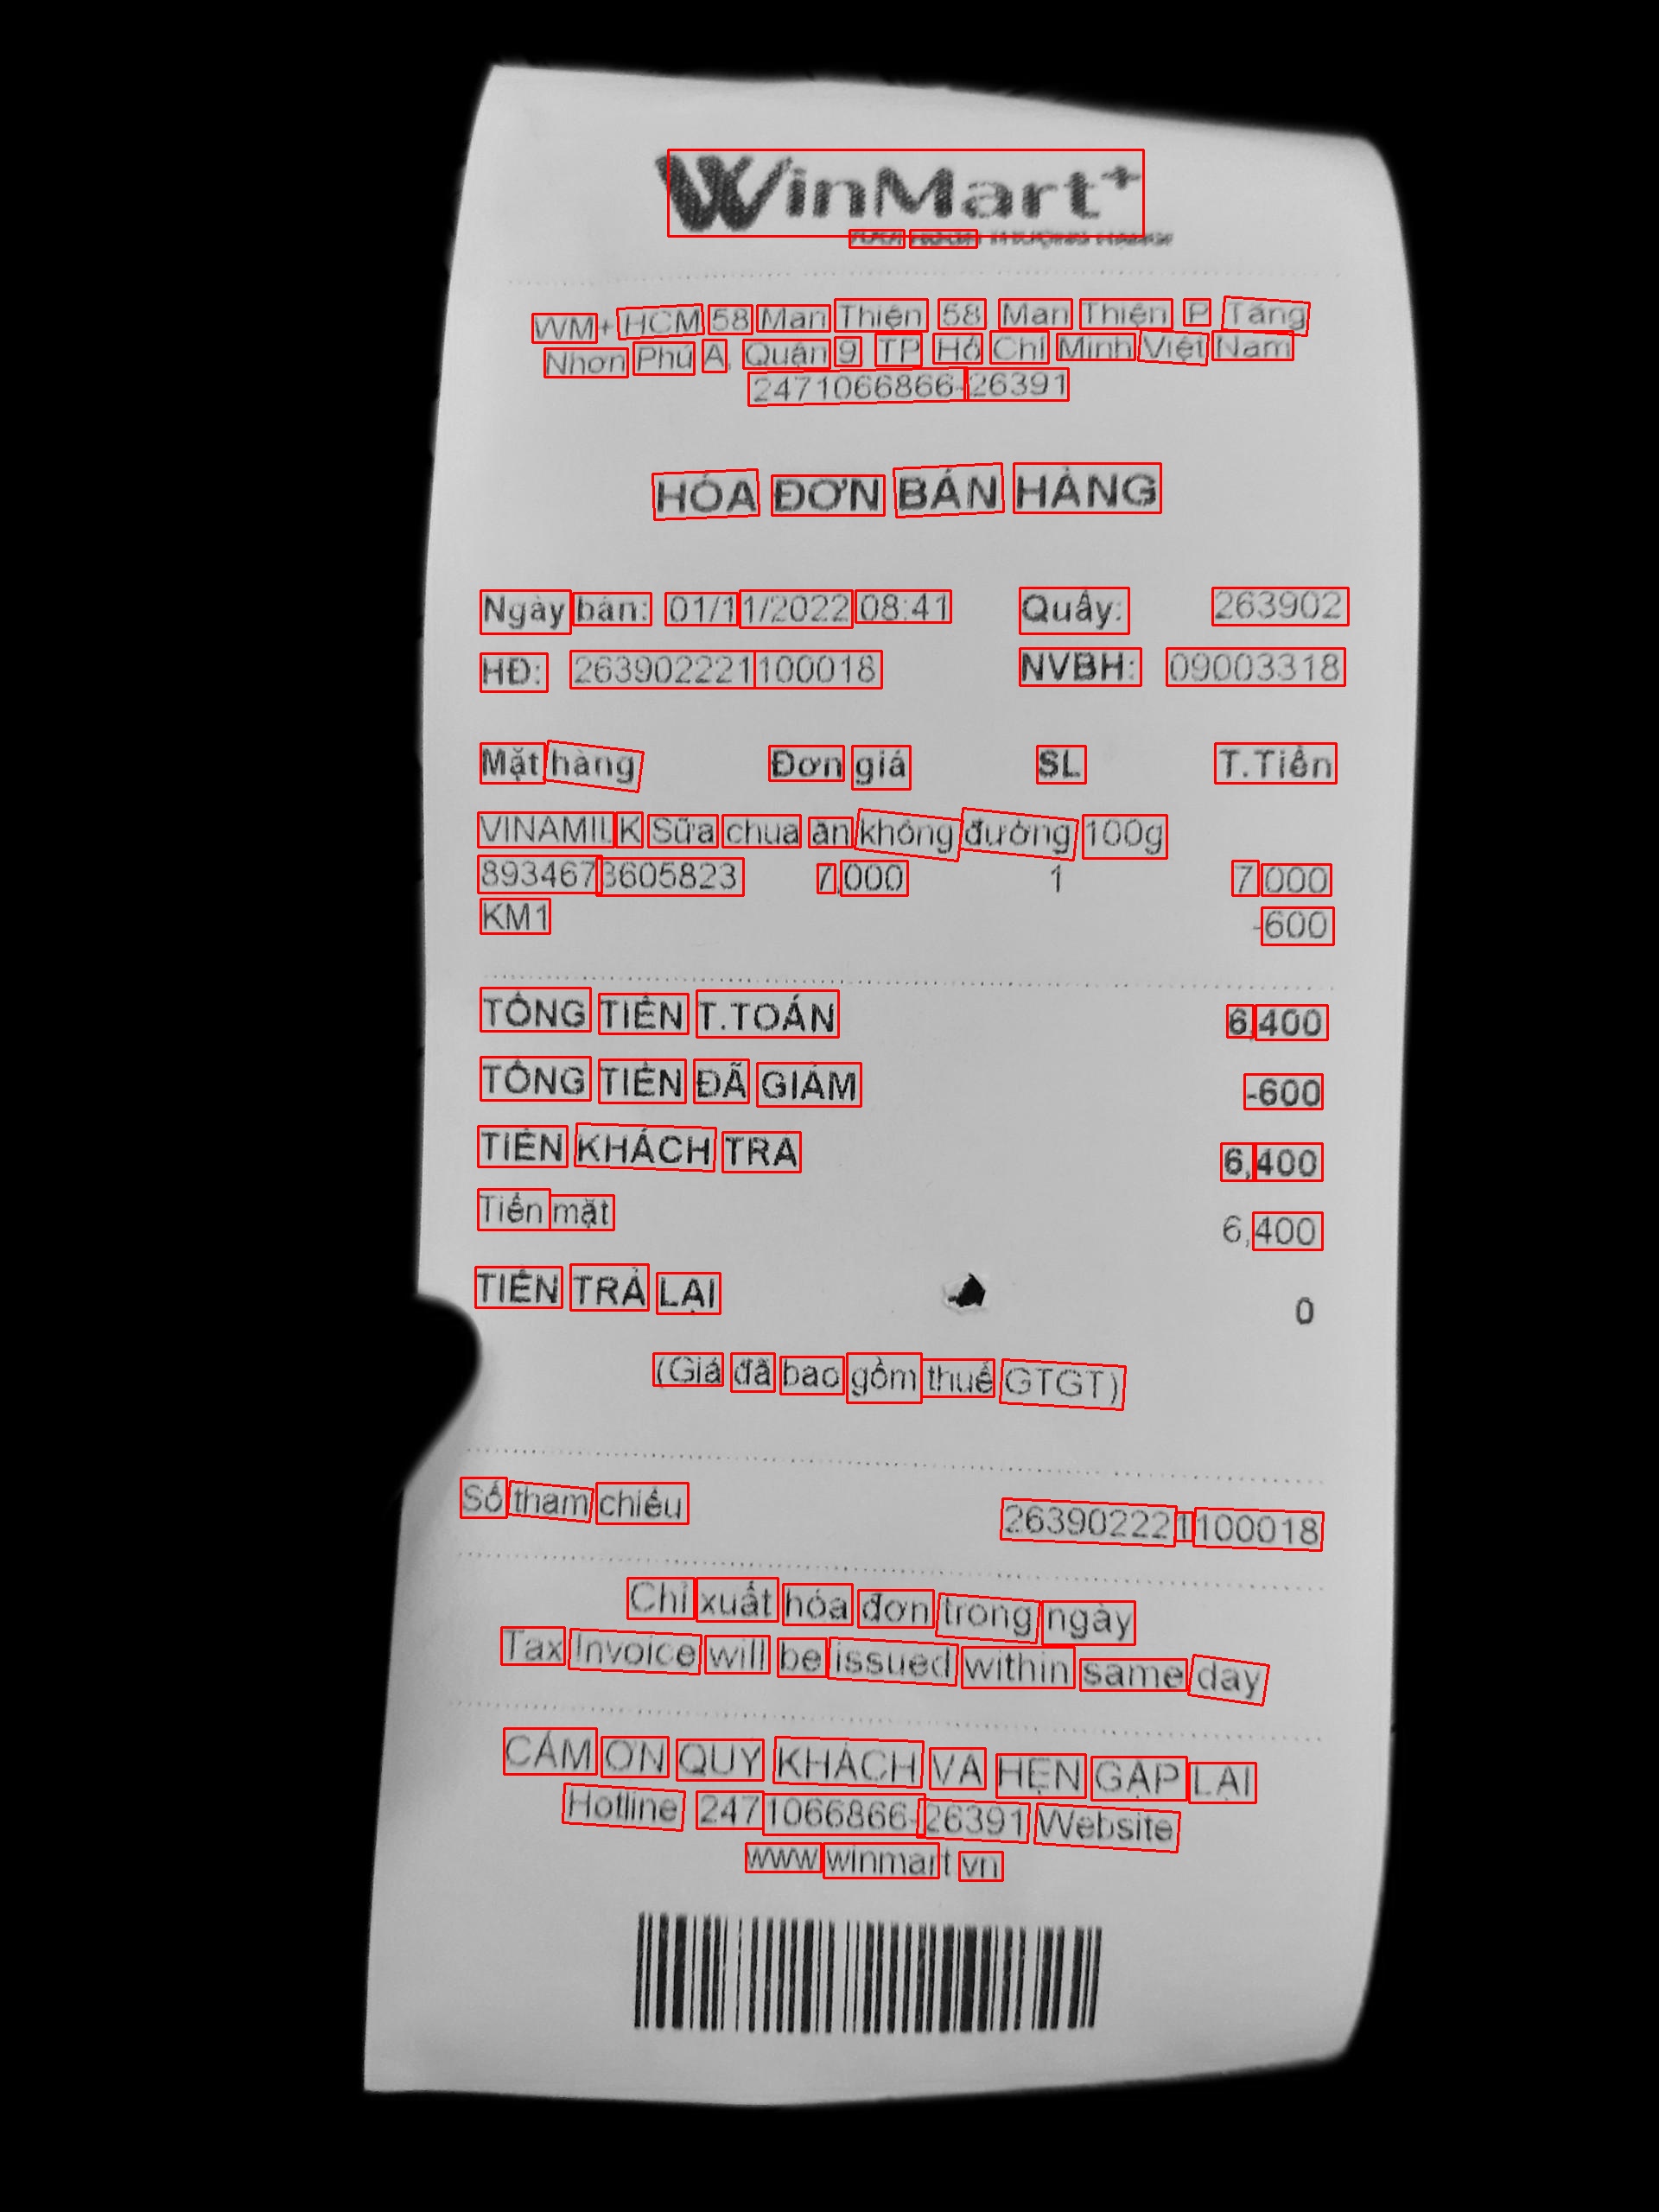 WinMart+
WM+ HCM 58 Man Thiện 58 Man Thiện P Tăng
Nhơn Phú A, Quận 9 TP Hồ Chí Minh Việt Nam
2471066866-26391
HÓA ĐƠN BÁN HÀNG
Ngày bán: 01/11/2022 08:41 Quầy: 263902
HĐ: 263902221100018 NVBH: 09003318
Mặt hàng Đơn giá SL T.Tiền
VINAMILK Sữa chua ăn không đường 100g
8934673605823 7,000 1 7,000
KM1 -600
TỔNG TIỀN T.TOÁN 6,400
TỔNG TIỀN ĐÃ GIẢM -600
TIỀN KHÁCH TRẢ 6,400
Tiền mặt 6,400
TIỀN TRẢ LẠI 0
(Giá đã bao gồm thuế GTGT)
Số tham chiếu 263902221100018
Chỉ xuất hóa đơn trong ngày
Tax Invoice will be issued within same day
CẢM ƠN QUÝ KHÁCH VÀ HẸN GẶP LẠI
Hotline 2471066866-26391 Website
www winmart vn